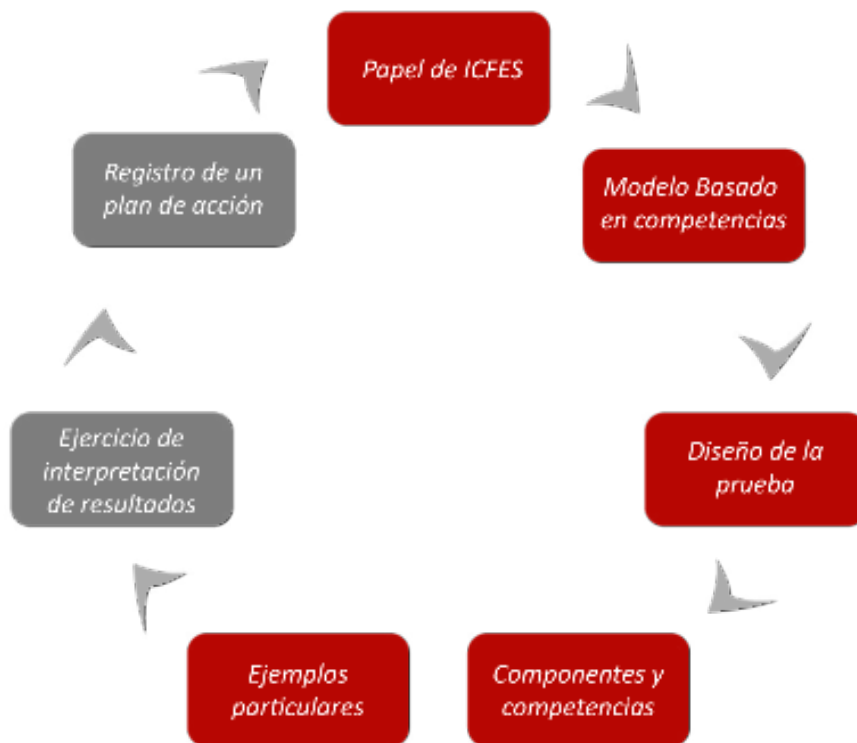 Papel de ICFES
Modelo Basado
en competencias
Diseño de la
prueba
Componentes y
competencias
Ejemplos
particulares
Ejercicio de
interpretación
de resultados
Registro de un
plan de acción